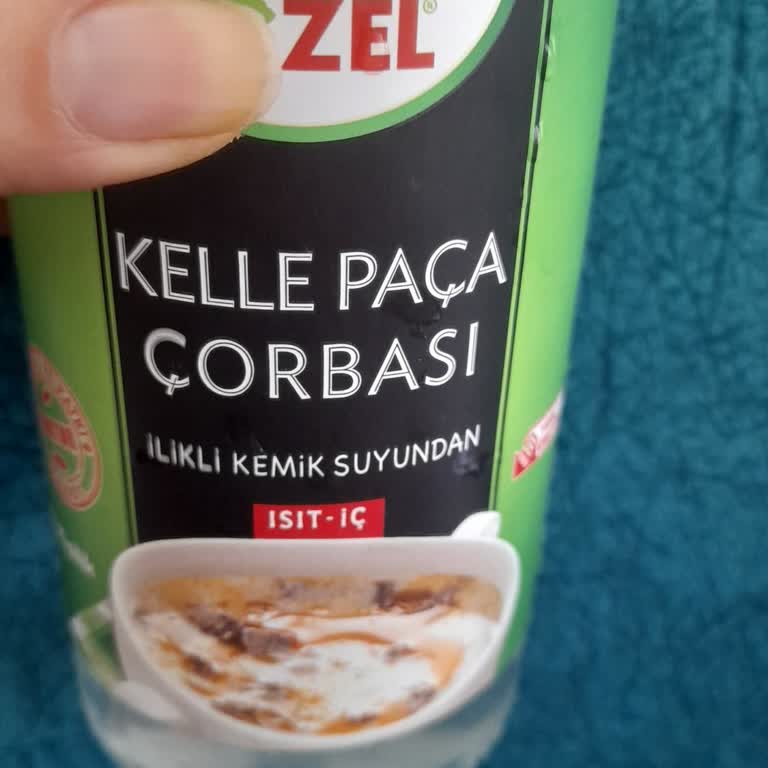 ZEL®
KELLE PAÇA
ÇORBASI
İLİKLİ KEMİK SUYUNDAN
ISIT-İÇ